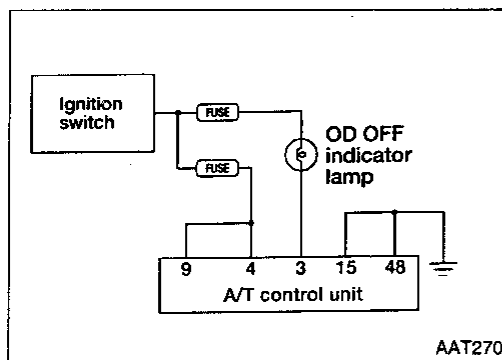 Ignition
switch
FUSE
FUSE
OD OFF
indicator
lamp
9 4 3 15 48
A/T control unit
AAT270